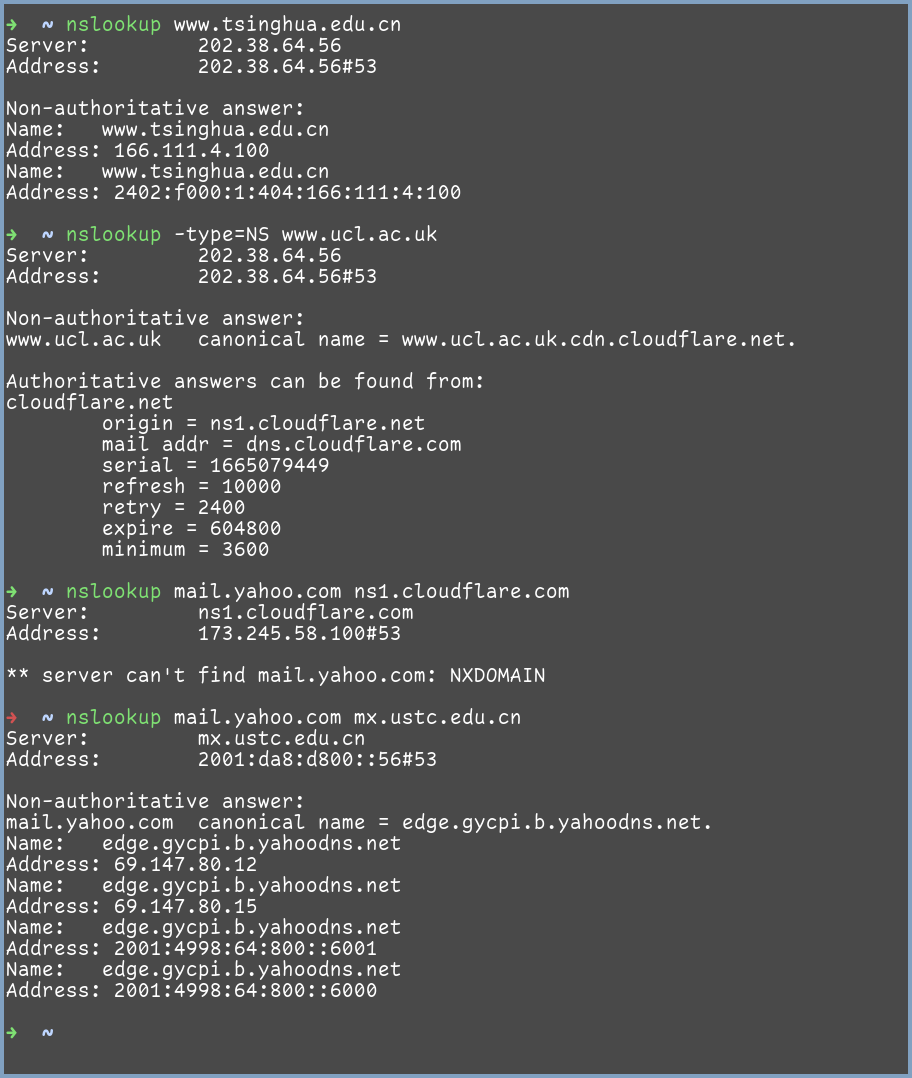 ➜  ~ nslookup www.tsinghua.edu.cn
Server:         202.38.64.56
Address:        202.38.64.56#53

Non-authoritative answer:
Name:   www.tsinghua.edu.cn
Address: 166.111.4.100
Name:   www.tsinghua.edu.cn
Address: 2402:f000:1:404:166:111:4:100

➜  ~ nslookup -type=NS www.ucl.ac.uk
Server:         202.38.64.56
Address:        202.38.64.56#53

Non-authoritative answer:
www.ucl.ac.uk   canonical name = www.ucl.ac.uk.cdn.cloudflare.net.

Authoritative answers can be found from:
cloudflare.net
        origin = ns1.cloudflare.net
        mail addr = dns.cloudflare.com
        serial = 1665079449
        refresh = 10000
        retry = 2400
        expire = 604800
        minimum = 3600

➜  ~ nslookup mail.yahoo.com ns1.cloudflare.com
Server:         ns1.cloudflare.com
Address:        173.245.58.100#53

** server can't find mail.yahoo.com: NXDOMAIN

➜  ~ nslookup mail.yahoo.com mx.ustc.edu.cn
Server:         mx.ustc.edu.cn
Address:        2001:da8:d800::56#53

Non-authoritative answer:
mail.yahoo.com  canonical name = edge.gycpi.b.yahoodns.net.
Name:   edge.gycpi.b.yahoodns.net
Address: 69.147.80.12
Name:   edge.gycpi.b.yahoodns.net
Address: 69.147.80.15
Name:   edge.gycpi.b.yahoodns.net
Address: 2001:4998:64:800::6001
Name:   edge.gycpi.b.yahoodns.net
Address: 2001:4998:64:800::6000

➜  ~